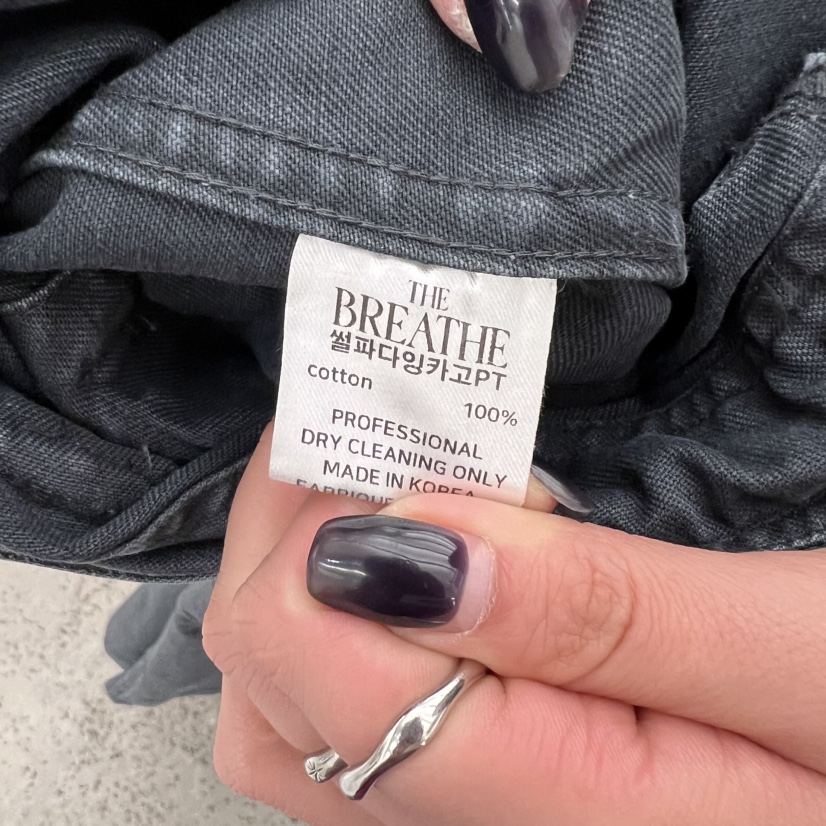 THE
BREATHE
썰파다잉카고PT
cotton
100%
PROFESSIONAL
DRY CLEANING ONLY
MADE IN KOREA